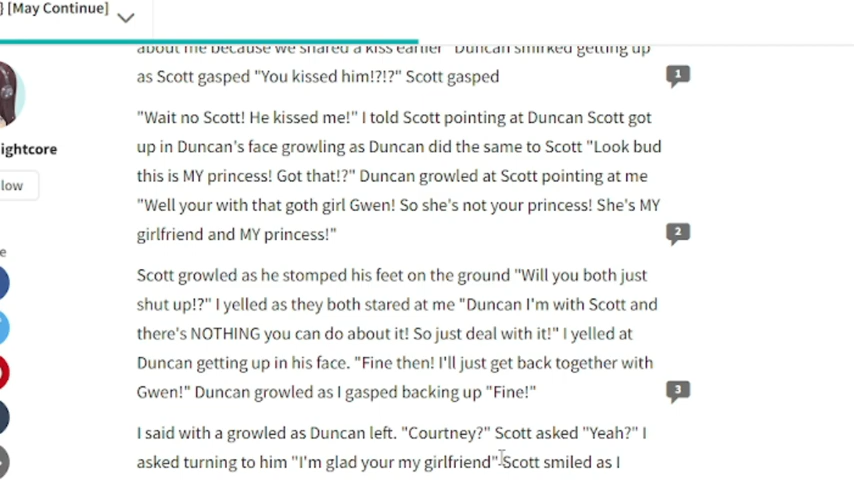 } [May Continue]
about me because we shared a kiss earlier" Duncan smirked getting up
as Scott gasped "You kissed him!?!?" Scott gasped
1
"Wait no Scott! He kissed me!" I told Scott pointing at Duncan Scott got
up in Duncan's face growling as Duncan did the same to Scott "Look bud
this is MY princess! Got that!?" Duncan growled at Scott pointing at me
"Well your with that goth girl Gwen! So she's not your princess! She's MY
girlfriend and MY princess!"
2
ightcore
low
e
Scott growled as he stomped his feet on the ground "Will you both just
shut up!?" I yelled as they both stared at me "Duncan I'm with Scott and
there's NOTHING you can do about it! So just deal with it!" I yelled at
Duncan getting up in his face. "Fine then! I'll just get back together with
Gwen!" Duncan growled as I gasped backing up "Fine!"
3
I said with a growled as Duncan left. "Courtney?" Scott asked "Yeah?" I
asked turning to him "I'm glad your my girlfriend" Scott smiled as I